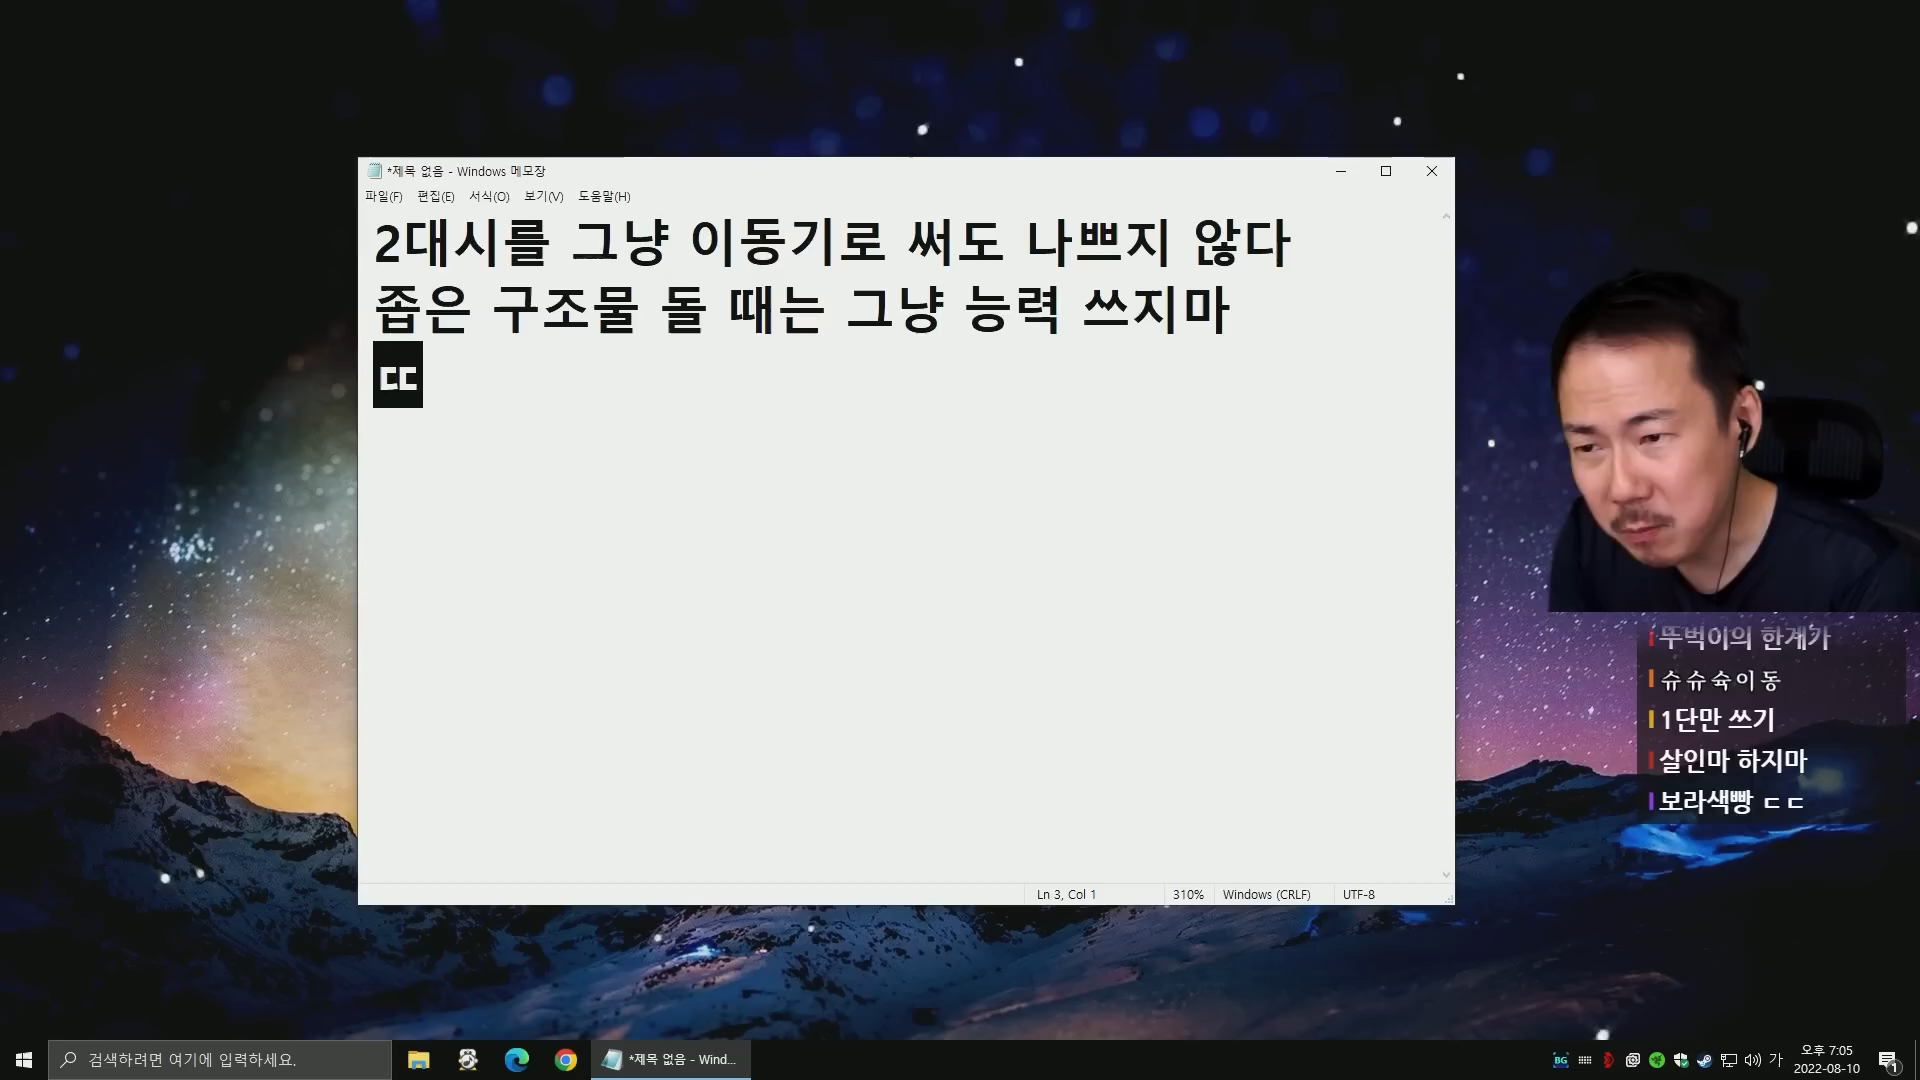 *제목 없음 - Windows 메모장
파일(F) 편집(E) 서식(O) 보기(V) 도움말(H)
2대시를 그냥 이동기로 써도 나쁘지 않다
좁은 구조물 돌 때는 그냥 능력 쓰지마
ㄸ
Ln 3, Col 1 310% Windows (CRLF) UTF-8
뚜벅이의 한계카
슈슈슉이동
1단만 쓰기
살인마 하지마
보라색빵 ㄷㄷ
검색하려면 여기에 입력하세요.
*제목 없음 - Wind...
BG
가
오후 7:05
2022-08-10
1